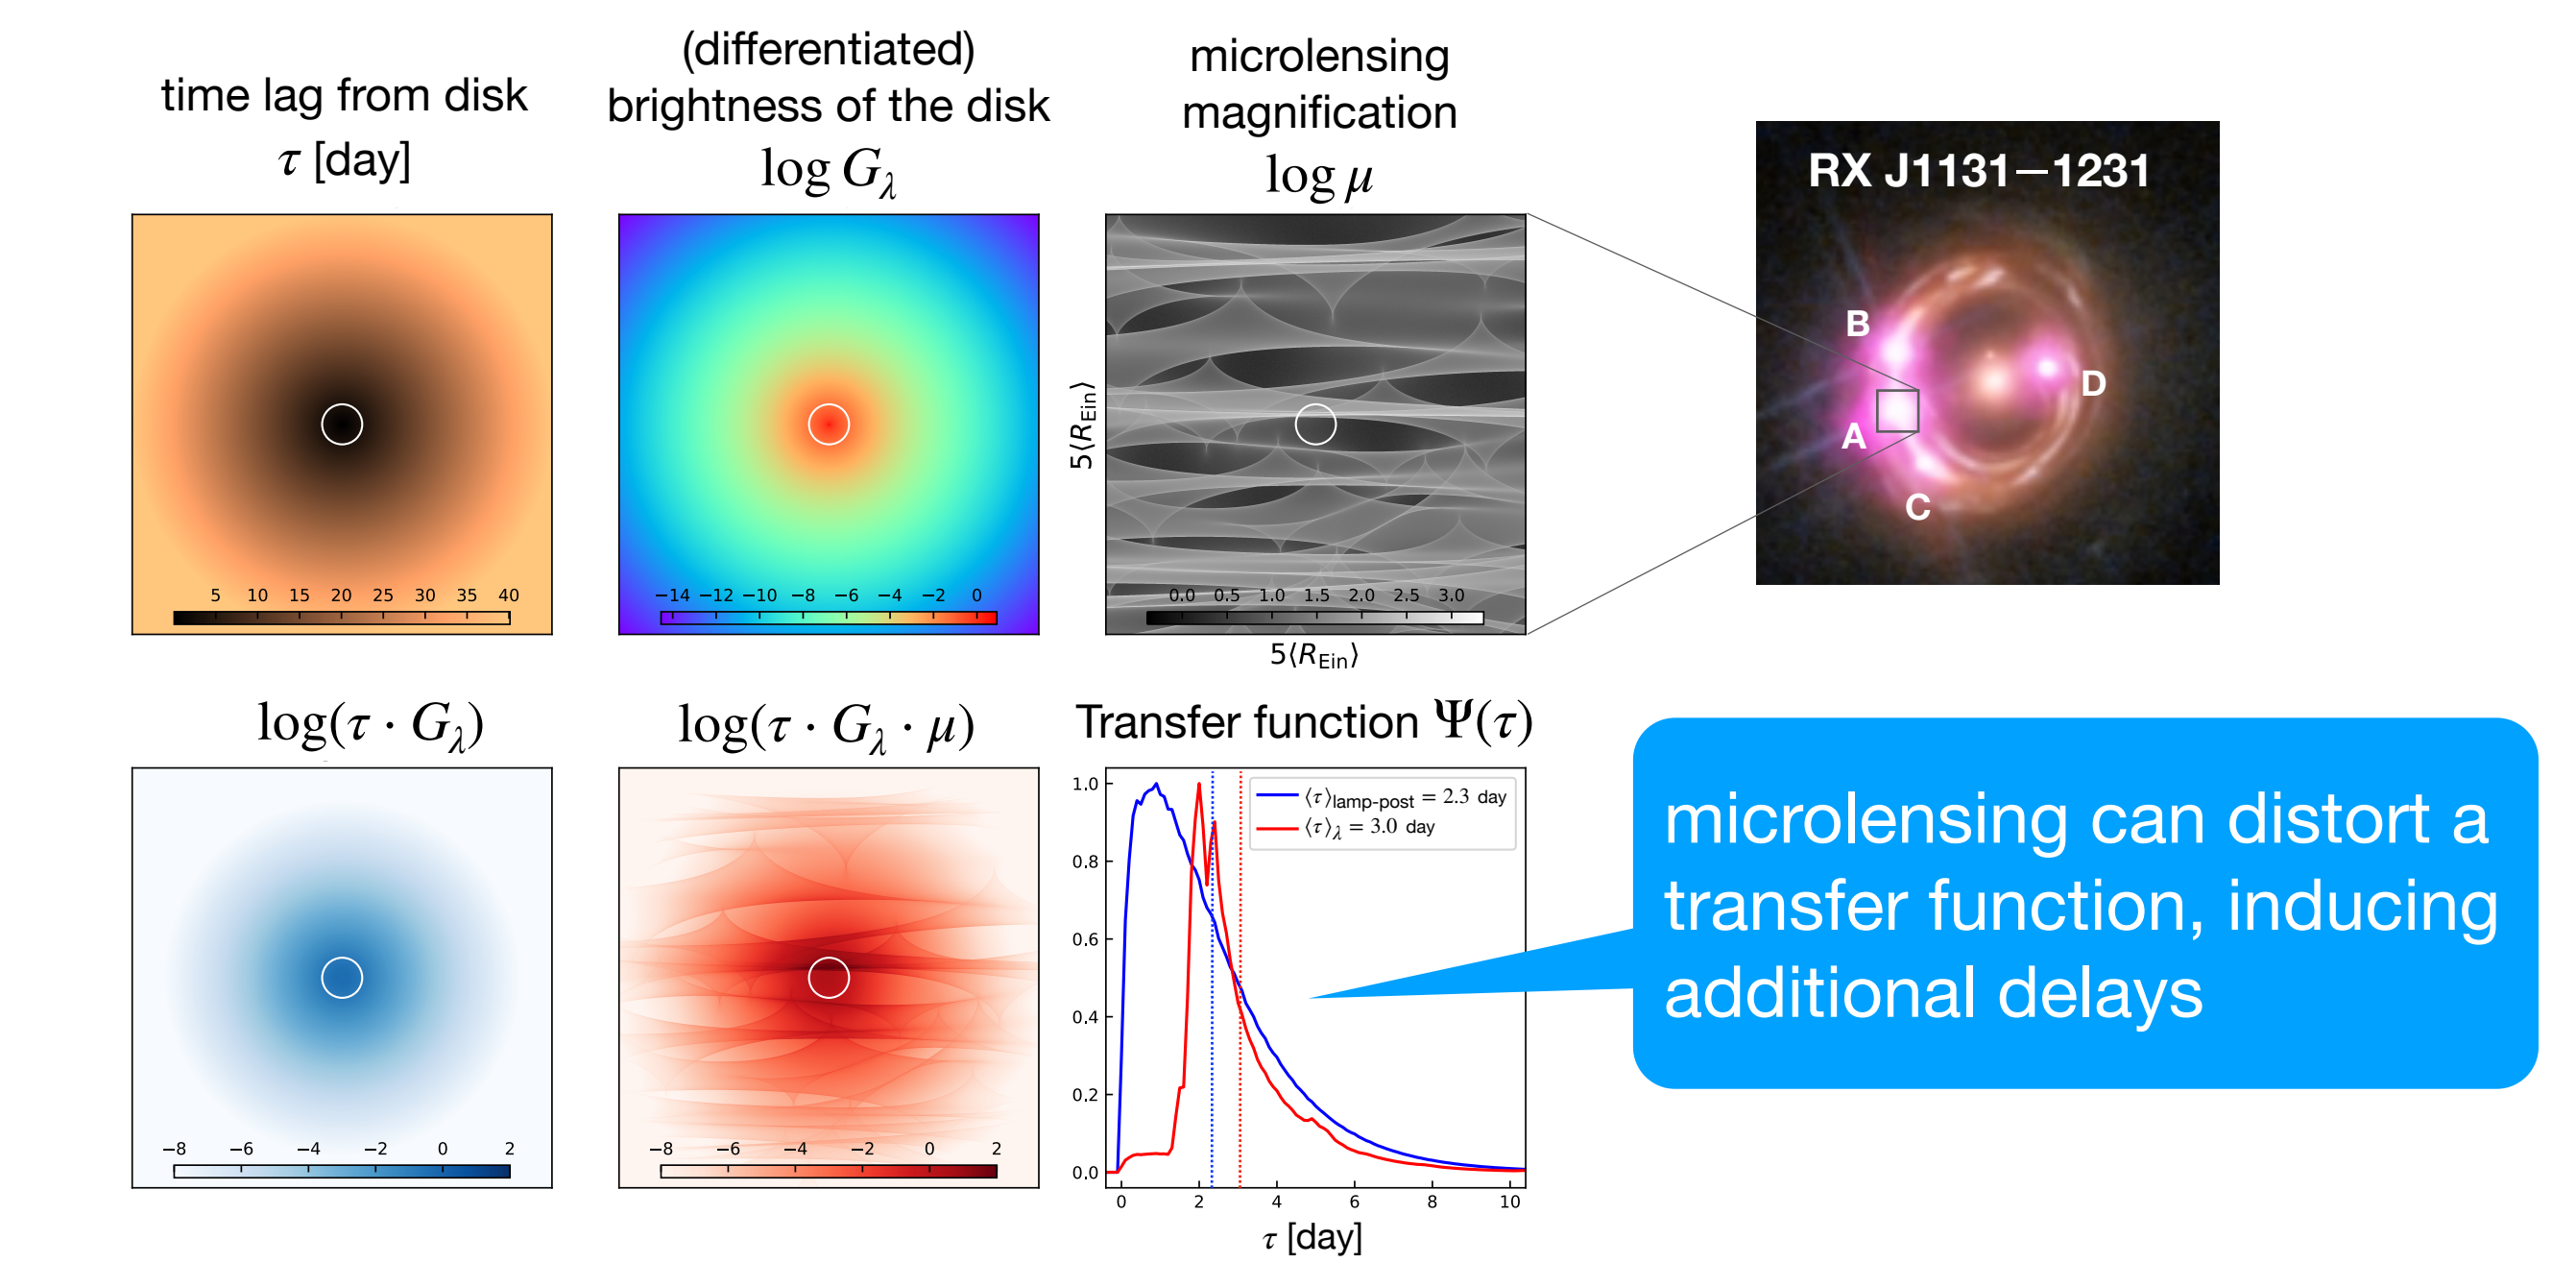 time lag from disk
τ [day]
(differentiated)
brightness of the disk
log G_λ
microlensing
magnification
log μ
RX J1131—1231
B
D
A
C
5 10 15 20 25 30 35 40
−14 −12 −10 −8 −6 −4 −2 0
0.0 0.5 1.0 1.5 2.0 2.5 3.0
5⟨R_Ein⟩
5⟨R_Ein⟩
log(τ · G_λ)
log(τ · G_λ · μ)
Transfer function Ψ(τ)
−8 −6 −4 −2 0 2
−8 −6 −4 −2 0 2
1.0
0.8
0.6
0.4
0.2
0.0
⟨τ⟩lamp-post = 2.3 day
⟨τ⟩_λ = 3.0 day
0 2 4 6 8 10
τ [day]
microlensing can distort a
transfer function, inducing
additional delays